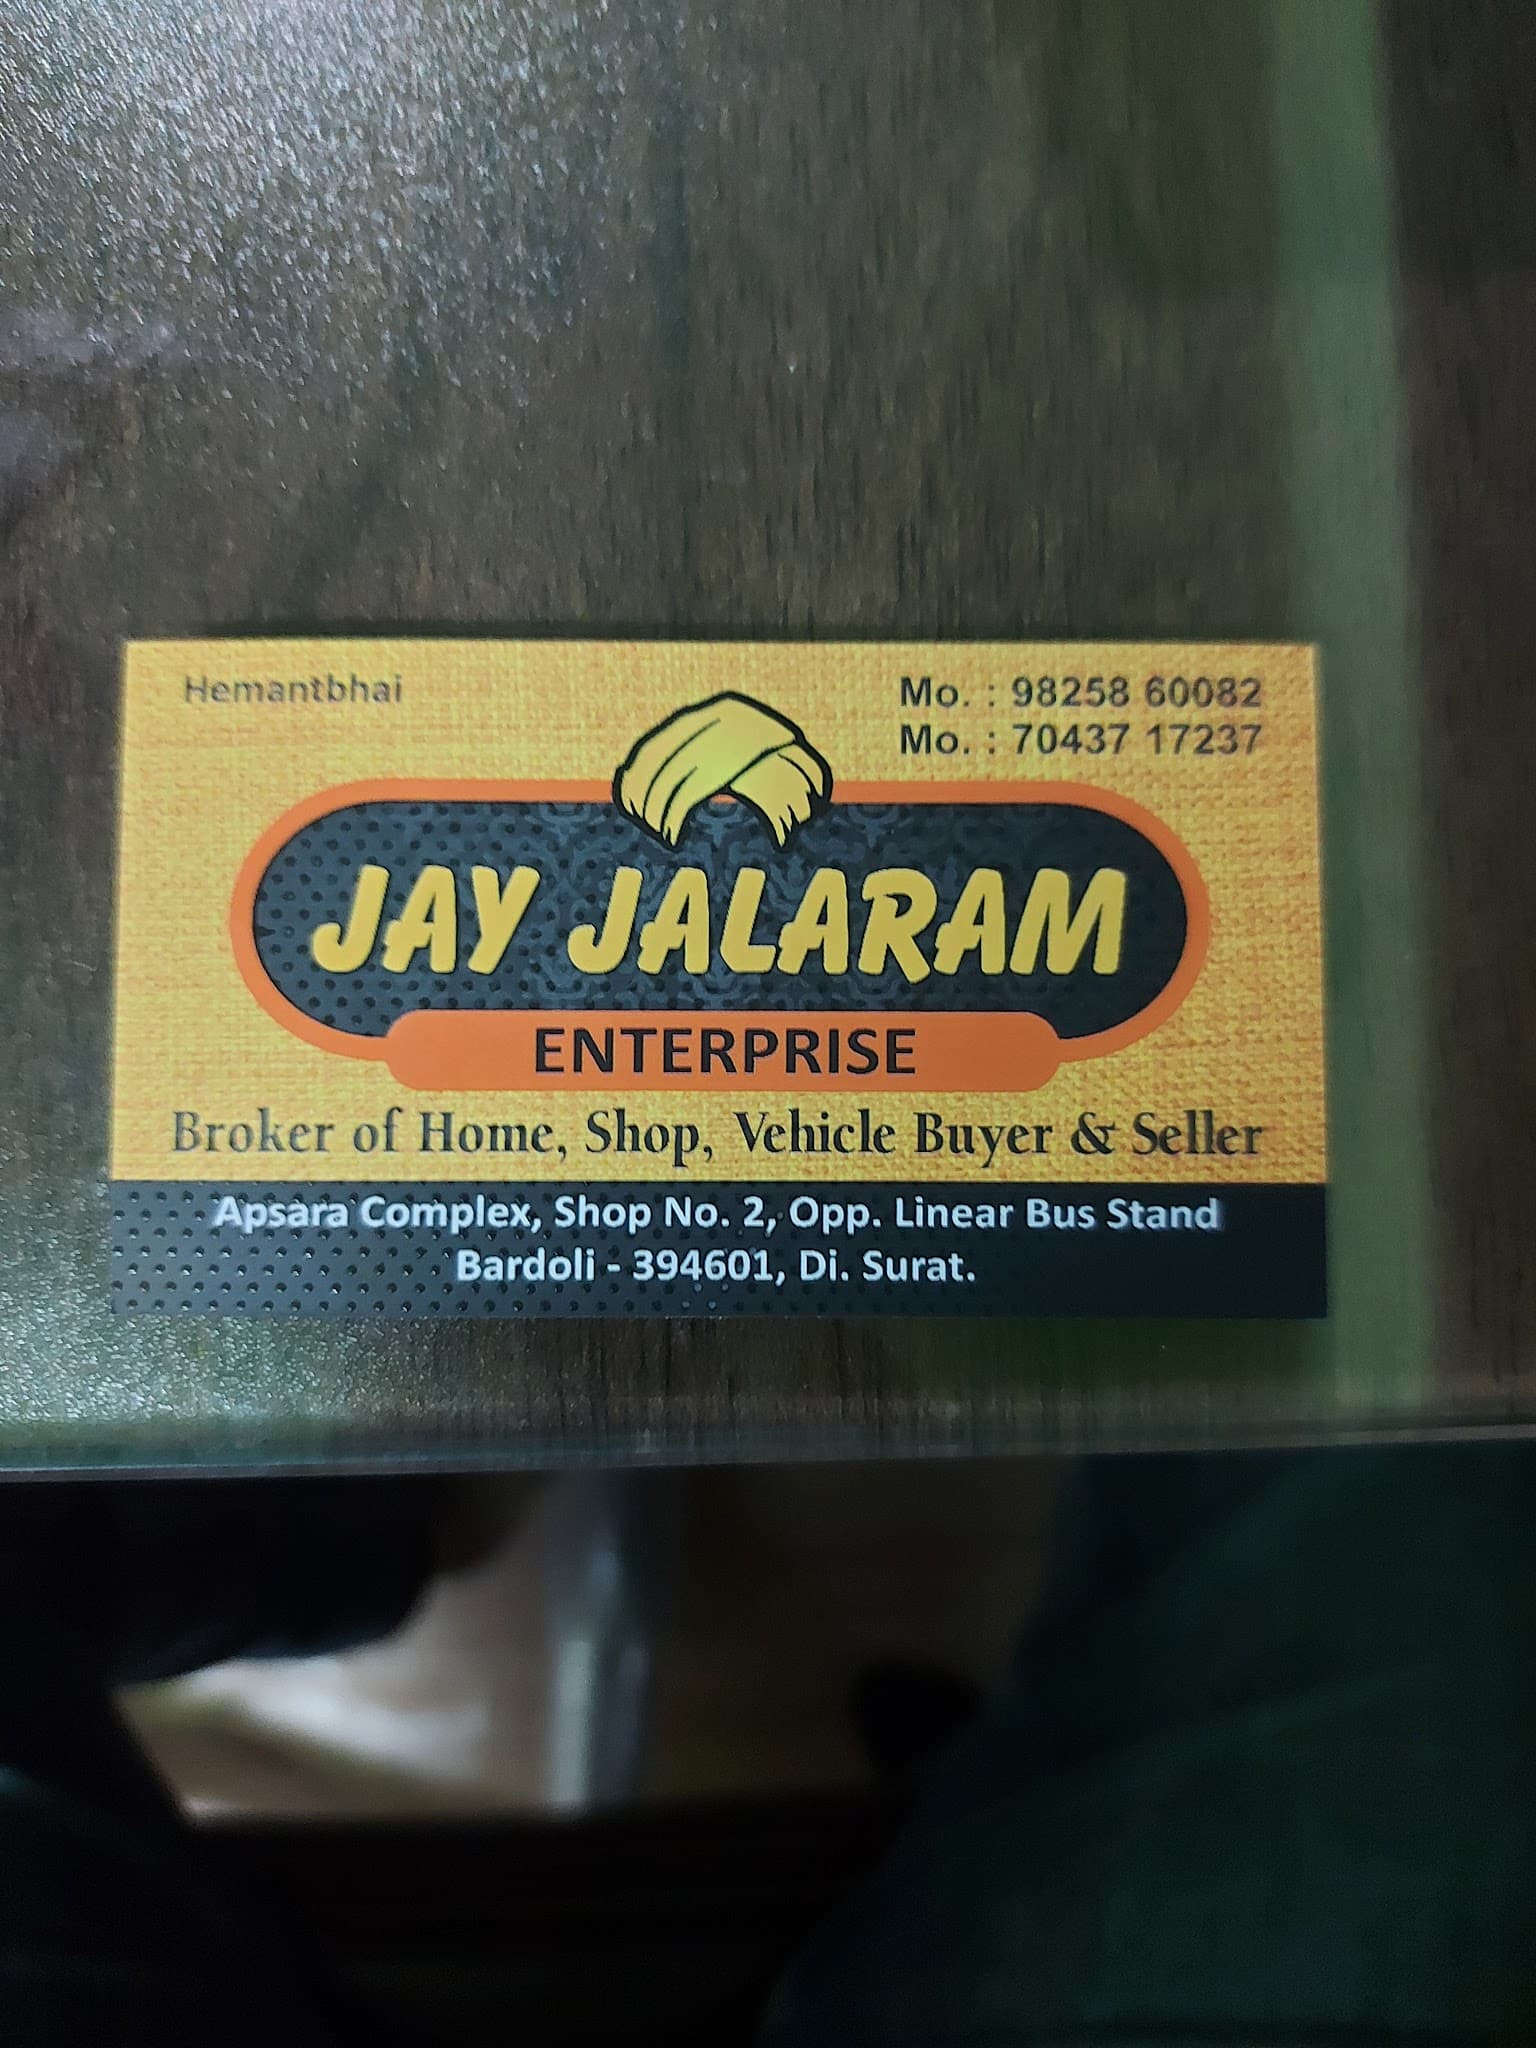 Hemantbhai
Mo. : 98258 60082
Mo. : 70437 17237
JAY JALARAM
ENTERPRISE
Broker of Home, Shop, Vehicle Buyer & Seller
Apsara Complex, Shop No. 2, Opp. Linear Bus Stand
Bardoli - 394601, Di. Surat.